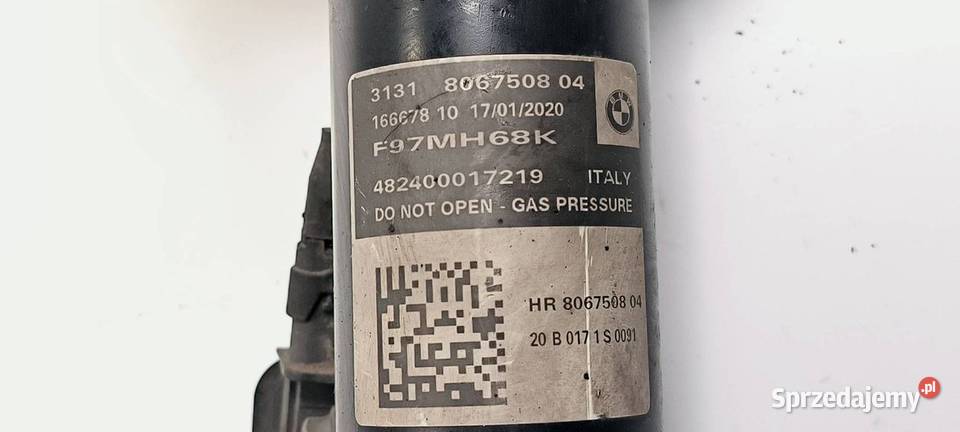 3131 8067508 04
166678 10 17/01/2020
BMW
F97MH68K
482400017219 ITALY
DO NOT OPEN - GAS PRESSURE
HR 8067508 04
20 B 017 1 S 0091
Sprzedajemy.pl